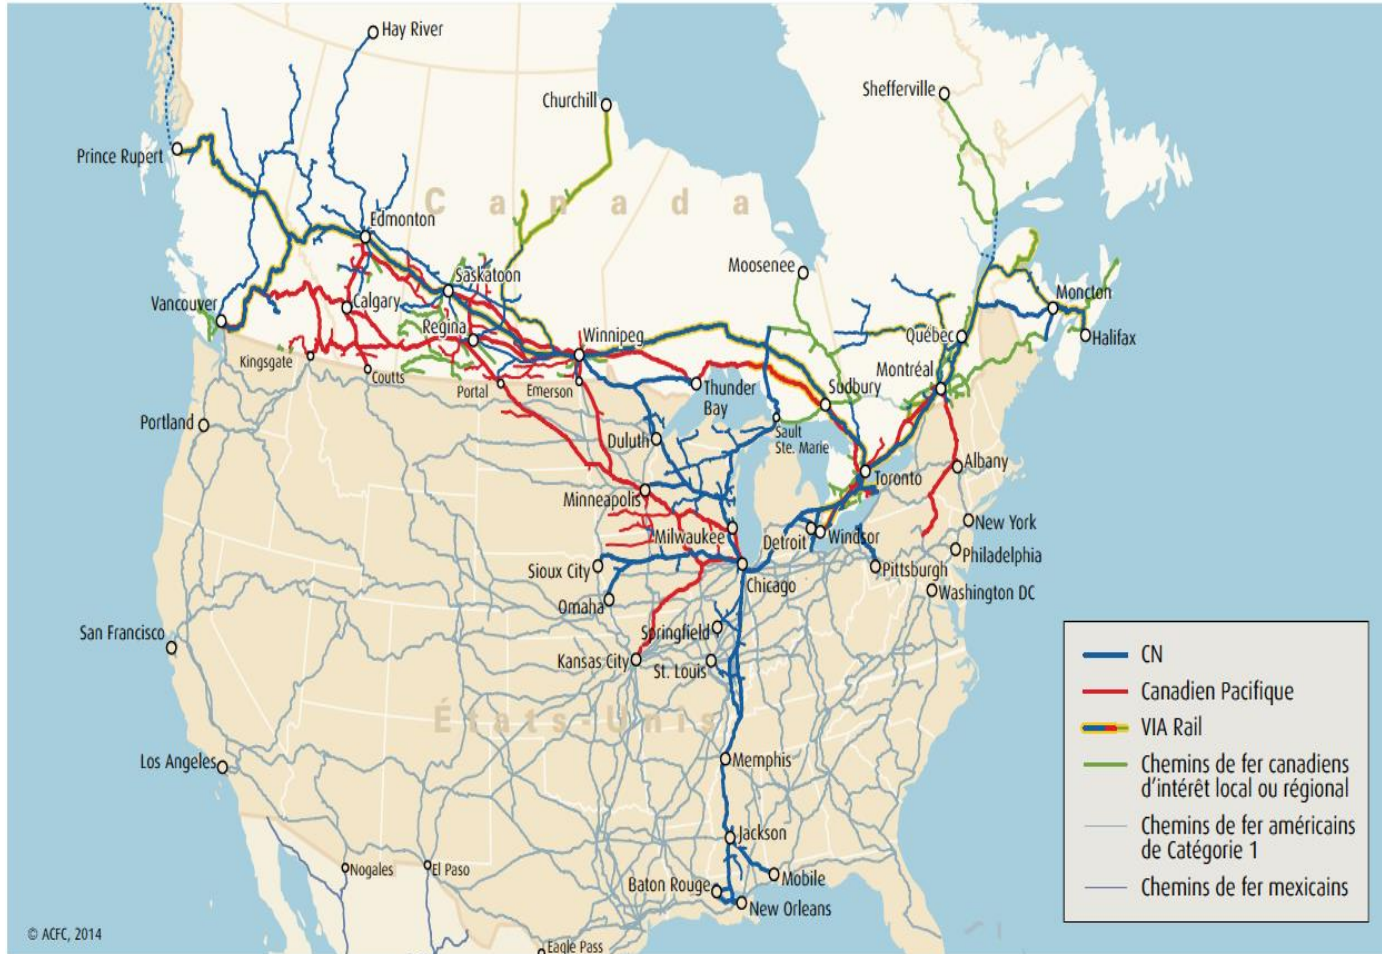 Hay River
Churchill
Shefferville
Prince Rupert
Canada
Edmonton
Moosenee
Saskatoon
Vancouver
Calgary
Moncton
Regina
Winnipeg
Québec
Halifax
Kingsgate
Coutts
Montréal
Portal
Emerson
Thunder
Bay
Sudbury
Portland
Duluth
Sault
Ste. Marie
Albany
Toronto
Minneapolis
New York
Milwaukee
Detroit
Windsor
Philadelphia
Sioux City
Chicago
Pittsburgh
Washington DC
Omaha
San Francisco
Springfield
Kansas City
St. Louis
États-Unis
Los Angeles
Memphis
Jackson
Nogales
El Paso
Baton Rouge
Mobile
New Orleans
Eagle Pass
CN
Canadien Pacifique
VIA Rail
Chemins de fer canadiens
d'intérêt local ou régional
Chemins de fer américains
de Catégorie 1
Chemins de fer mexicains
© ACFC, 2014